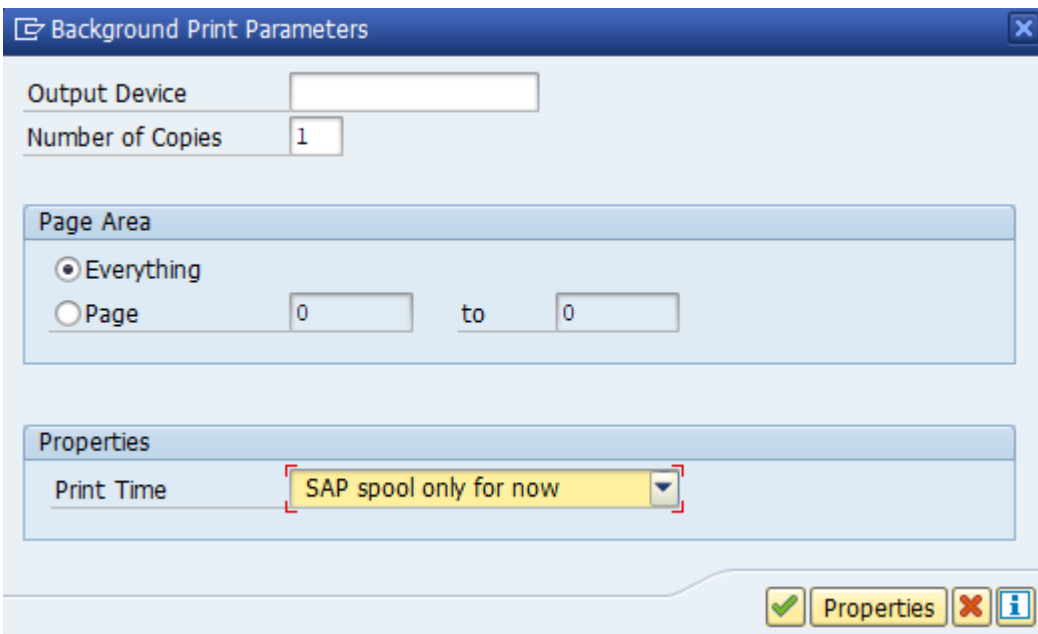 Background Print Parameters
Output Device
Number of Copies 1
Page Area
Everything
Page 0 to 0
Properties
Print Time SAP spool only for now
Properties